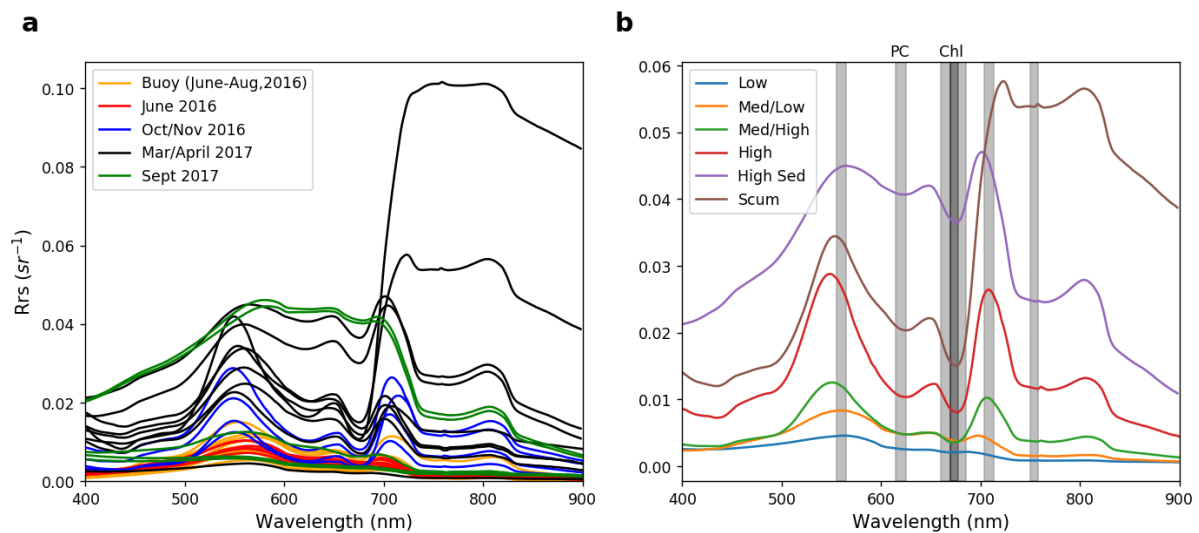 a
0.10
0.08
0.06
0.04
0.02
0.00
Rrs (sr⁻¹)
Buoy (June-Aug,2016)
June 2016
Oct/Nov 2016
Mar/April 2017
Sept 2017
400 500 600 700 800 900
Wavelength (nm)
b
PC Chl
0.06
0.05
0.04
0.03
0.02
0.01
0.00
Low
Med/Low
Med/High
High
High Sed
Scum
400 500 600 700 800 900
Wavelength (nm)